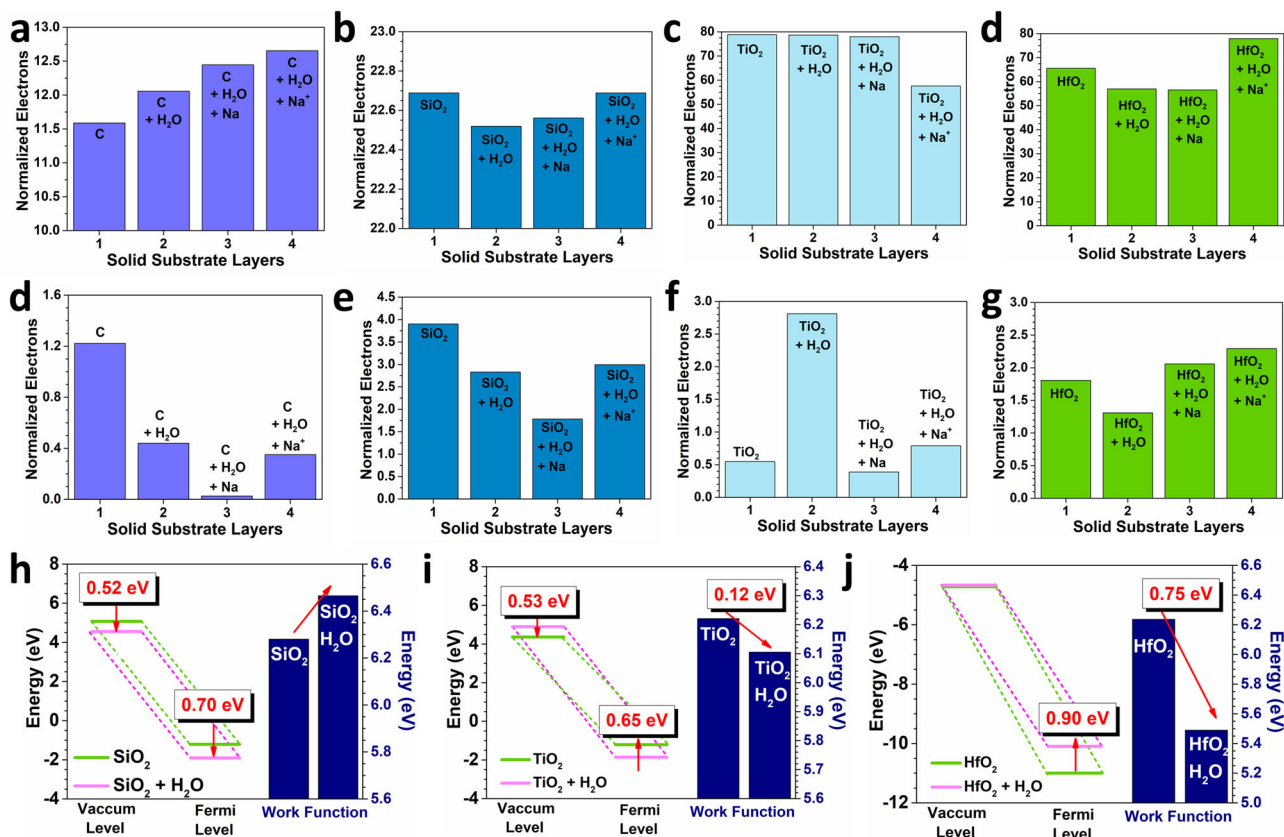 a
Normalized Electrons
13.0
12.5
12.0
11.5
11.0
10.5
10.0
C
C
+ H₂O
C
+ H₂O
+ Na
C
+ H₂O
+ Na⁺
1 2 3 4
Solid Substrate Layers
b
Normalized Electrons
23.0
22.8
22.6
22.4
22.2
22.0
SiO₂
SiO₂
+ H₂O
SiO₂
+ H₂O
+ Na
SiO₂
+ H₂O
+ Na⁺
1 2 3 4
Solid Substrate Layers
c
Normalized Electrons
80
70
60
50
40
30
20
10
0
TiO₂
TiO₂
+ H₂O
TiO₂
+ H₂O
+ Na
TiO₂
+ H₂O
+ Na⁺
1 2 3 4
Solid Substrate Layers
d
Normalized Electrons
80
70
60
50
40
30
20
10
0
HfO₂
HfO₂
+ H₂O
HfO₂
+ H₂O
+ Na
HfO₂
+ H₂O
+ Na⁺
1 2 3 4
Solid Substrate Layers
d
Normalized Electrons
1.6
1.2
0.8
0.4
0.0
C
C
+ H₂O
C
+ H₂O
+ Na
C
+ H₂O
+ Na⁺
1 2 3 4
Solid Substrate Layers
e
Normalized Electrons
4.5
4.0
3.5
3.0
2.5
2.0
1.5
1.0
0.5
0.0
SiO₂
SiO₂
+ H₂O
SiO₂
+ H₂O
+ Na
SiO₂
+ H₂O
+ Na⁺
1 2 3 4
Solid Substrate Layers
f
Normalized Electrons
3.0
2.5
2.0
1.5
1.0
0.5
0.0
TiO₂
TiO₂
+ H₂O
TiO₂
+ H₂O
+ Na
TiO₂
+ H₂O
+ Na⁺
1 2 3 4
Solid Substrate Layers
g
Normalized Electrons
3.0
2.5
2.0
1.5
1.0
0.5
0.0
HfO₂
HfO₂
+ H₂O
HfO₂
+ H₂O
+ Na
HfO₂
+ H₂O
+ Na⁺
1 2 3 4
Solid Substrate Layers
h
Energy (eV)
8
6
4
2
0
-2
-4
0.52 eV
0.70 eV
SiO₂
SiO₂ + H₂O
SiO₂
SiO₂
H₂O
6.6
6.4
6.2
6.0
5.8
5.6
Energy (eV)
Vaccum
Level
Fermi
Level
Work Function
i
Energy (eV)
8
6
4
2
0
-2
-4
0.53 eV
0.65 eV
0.12 eV
TiO₂
TiO₂ + H₂O
TiO₂
TiO₂
H₂O
6.4
6.3
6.2
6.1
6.0
5.9
5.8
5.7
5.6
Energy (eV)
Vaccum
Level
Fermi
Level
Work Function
j
Energy (eV)
-4
-6
-8
-10
-12
0.75 eV
0.90 eV
HfO₂
HfO₂ + H₂O
HfO₂
HfO₂
H₂O
6.6
6.4
6.2
6.0
5.8
5.6
5.4
5.2
5.0
Energy (eV)
Vaccum
Level
Fermi
Level
Work Function